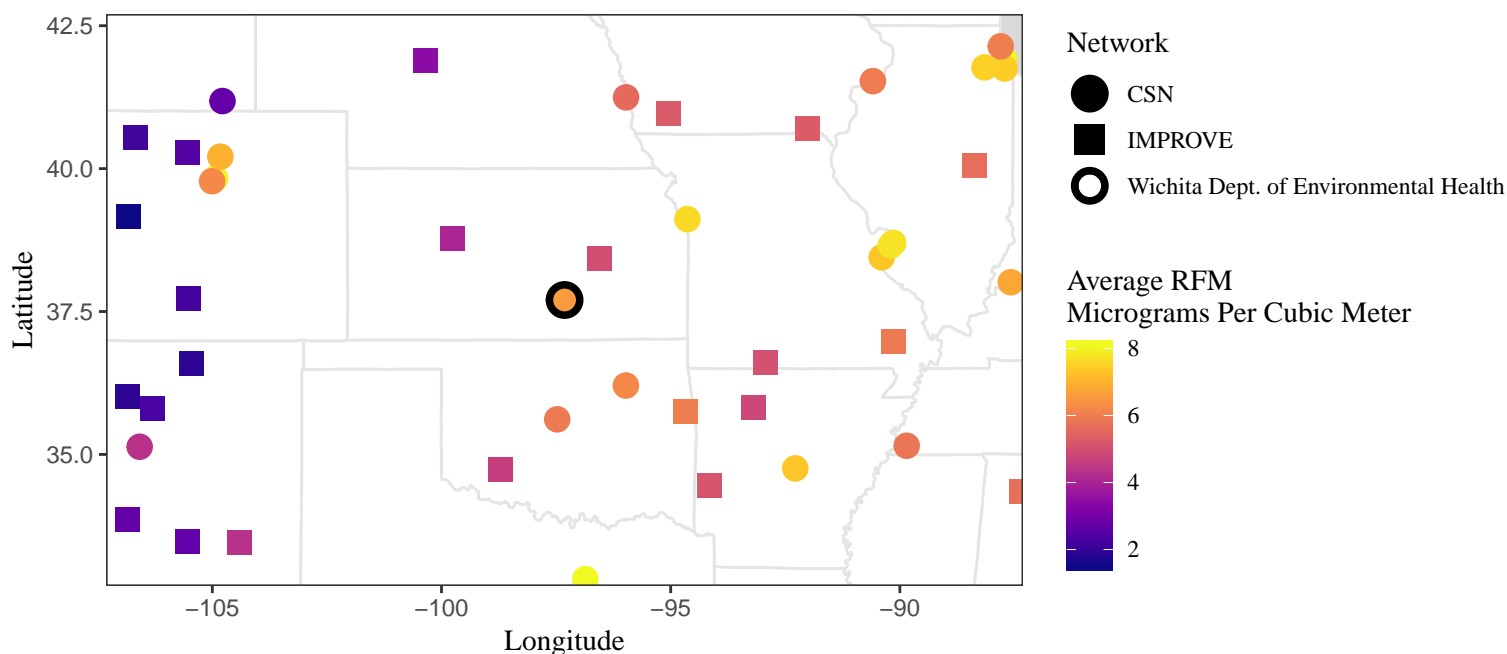 42.5
40.0
37.5
35.0
Latitude
−105
−100
−95
−90
Longitude
Network
CSN
IMPROVE
Wichita Dept. of Environmental Health
Average RFM
Micrograms Per Cubic Meter
8
6
4
2